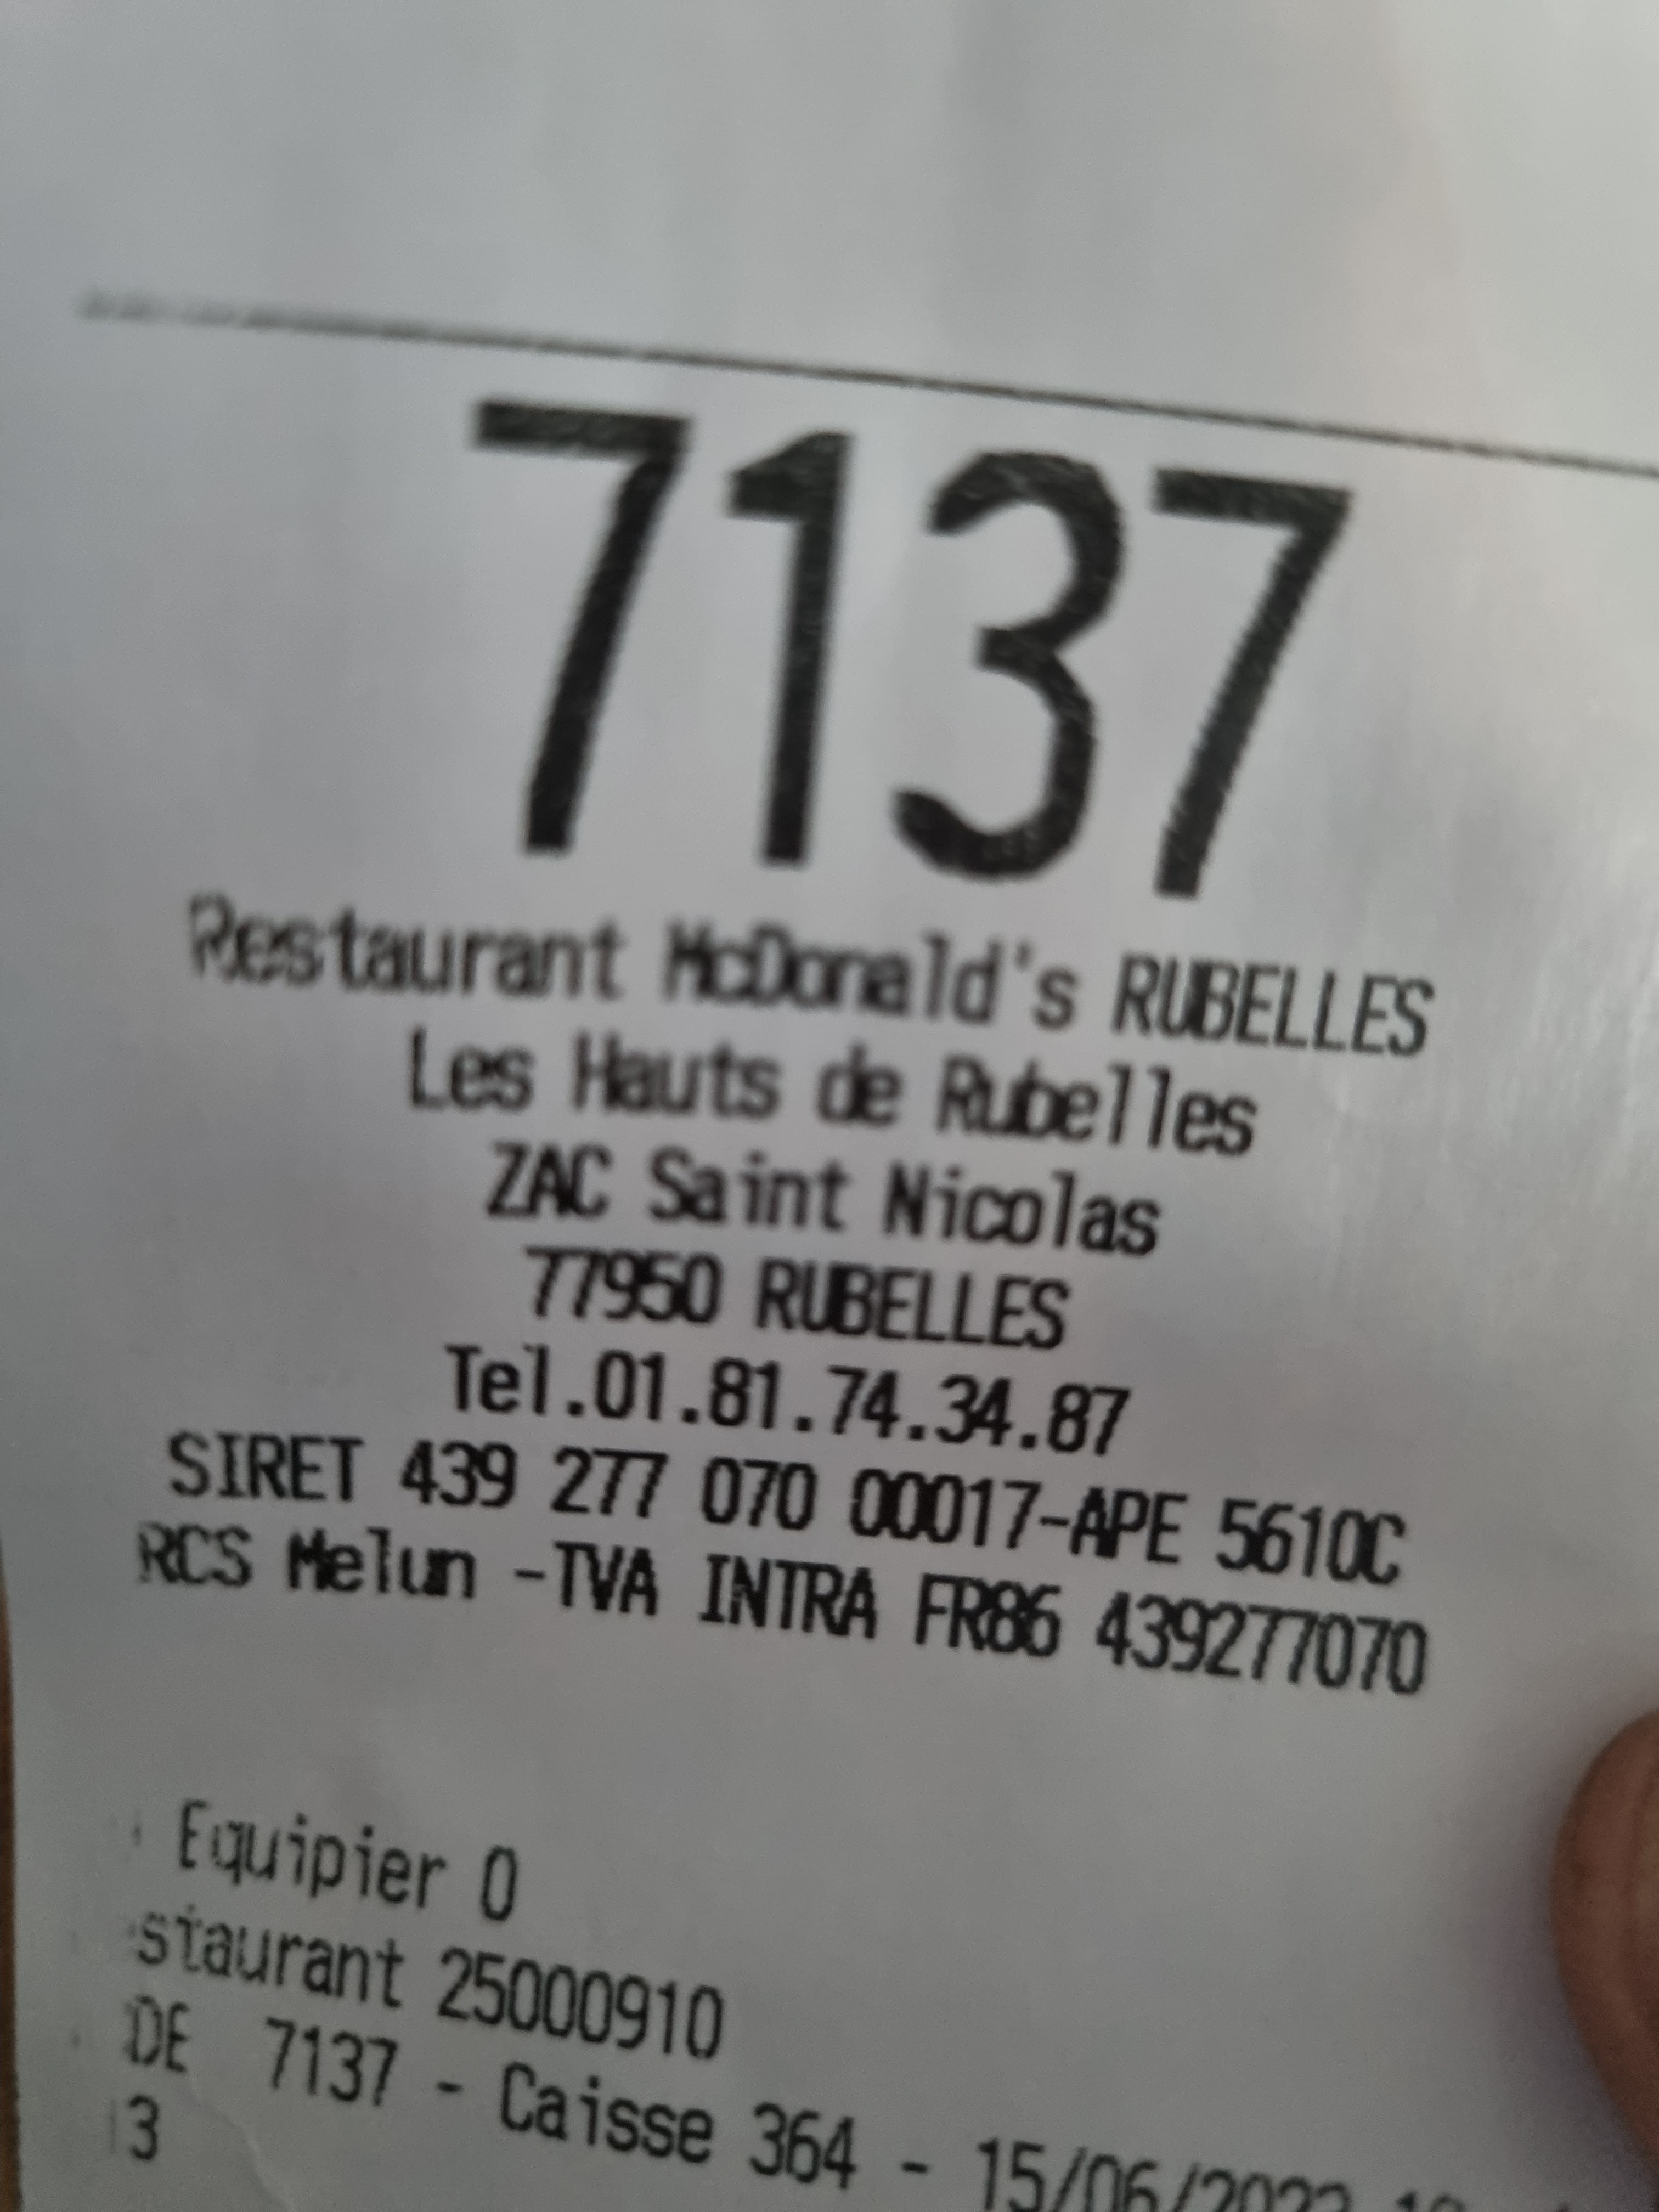 7137
Restaurant McDonald's RUBELLES
Les Hauts de Rubelles
ZAC Saint Nicolas
77950 RUBELLES
Tel.01.81.74.34.87
SIRET 439 277 070 00017-APE 5610C
RCS Melun -TVA INTRA FR86 439277070
Equipier 0
staurant 25000910
DE 7137 - Caisse 364 -
3